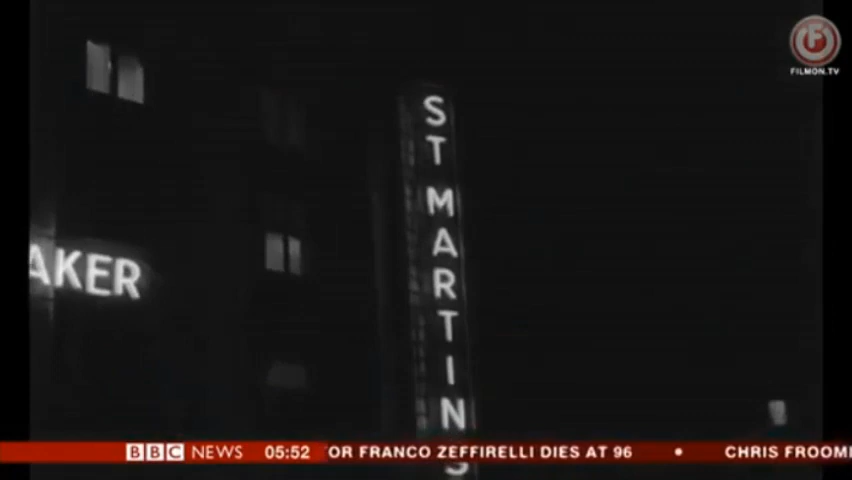 FILMON.TV
ST MARTINS
AKER
BBC NEWS 05:52 OR FRANCO ZEFFIRELLI DIES AT 96 • CHRIS FROOM